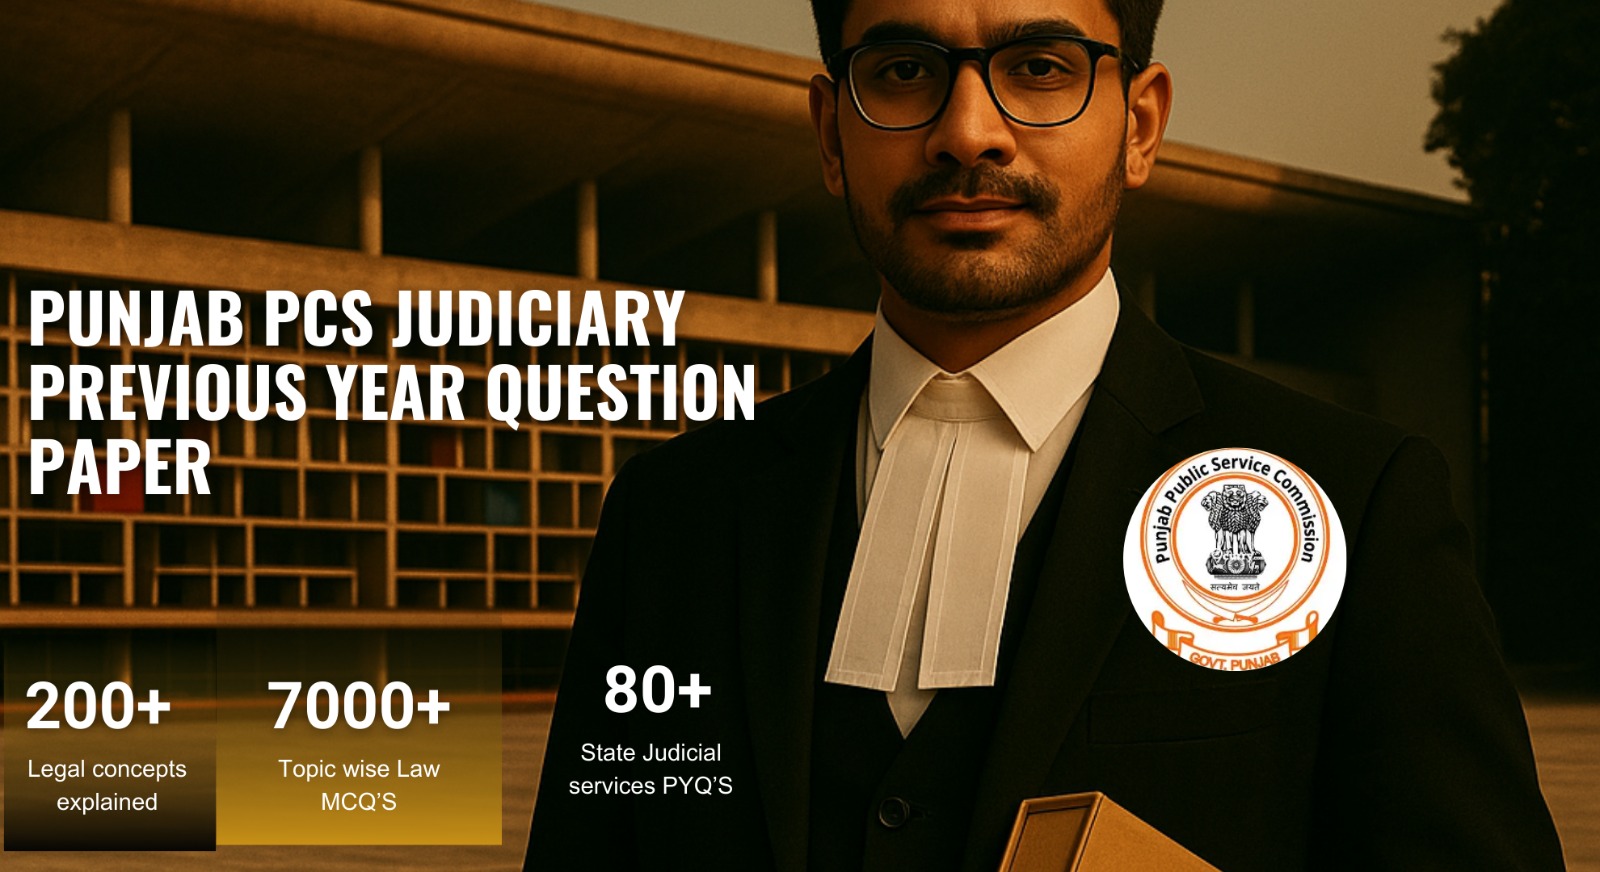 PUNJAB PCS JUDICIARY
PREVIOUS YEAR QUESTION
PAPER
Punjab Public Service Commission
सत्यमेव जयते
GOVT. PUNJAB
200+
Legal concepts
explained
7000+
Topic wise Law
MCQ'S
80+
State Judicial
services PYQ'S